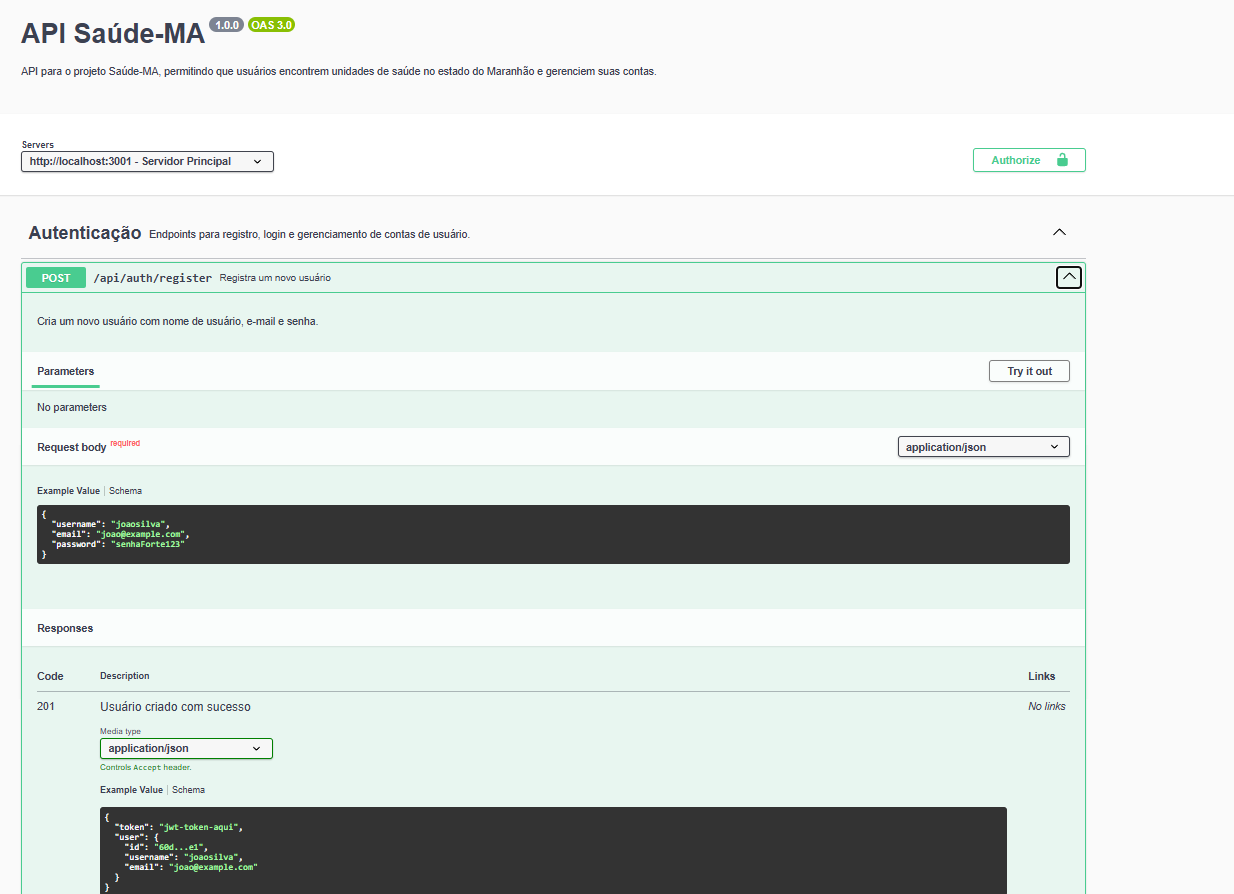 API Saúde-MA 1.0.0 OAS 3.0
API para o projeto Saúde-MA, permitindo que usuários encontrem unidades de saúde no estado do Maranhão e gerenciem suas contas.
Servers
http://localhost:3001 - Servidor Principal
Authorize
Autenticação Endpoints para registro, login e gerenciamento de contas de usuário.
POST /api/auth/register Registra um novo usuário
Cria um novo usuário com nome de usuário, e-mail e senha.
Parameters
Try it out
No parameters
Request body required
application/json
Example Value | Schema
{
"username": "joaosilva",
"email": "joao@example.com",
"password": "senhaForte123"
}
Responses
Code Description Links
201 Usuário criado com sucesso No links
Media type
application/json
Controls Accept header.
Example Value | Schema
{
"token": "jwt-token-aqui",
"user": {
"id": "60d...e1",
"username": "joaosilva",
"email": "joao@example.com"
}
}